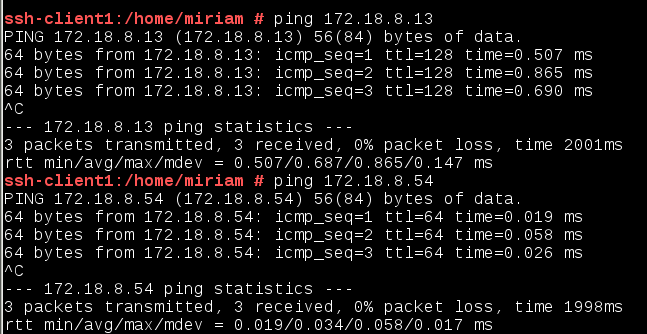 ssh-client1:/home/miriam # ping 172.18.8.13
PING 172.18.8.13 (172.18.8.13) 56(84) bytes of data.
64 bytes from 172.18.8.13: icmp_seq=1 ttl=128 time=0.507 ms
64 bytes from 172.18.8.13: icmp_seq=2 ttl=128 time=0.865 ms
64 bytes from 172.18.8.13: icmp_seq=3 ttl=128 time=0.690 ms
^C
--- 172.18.8.13 ping statistics ---
3 packets transmitted, 3 received, 0% packet loss, time 2001ms
rtt min/avg/max/mdev = 0.507/0.687/0.865/0.147 ms
ssh-client1:/home/miriam # ping 172.18.8.54
PING 172.18.8.54 (172.18.8.54) 56(84) bytes of data.
64 bytes from 172.18.8.54: icmp_seq=1 ttl=64 time=0.019 ms
64 bytes from 172.18.8.54: icmp_seq=2 ttl=64 time=0.058 ms
64 bytes from 172.18.8.54: icmp_seq=3 ttl=64 time=0.026 ms
^C
--- 172.18.8.54 ping statistics ---
3 packets transmitted, 3 received, 0% packet loss, time 1998ms
rtt min/avg/max/mdev = 0.019/0.034/0.058/0.017 ms